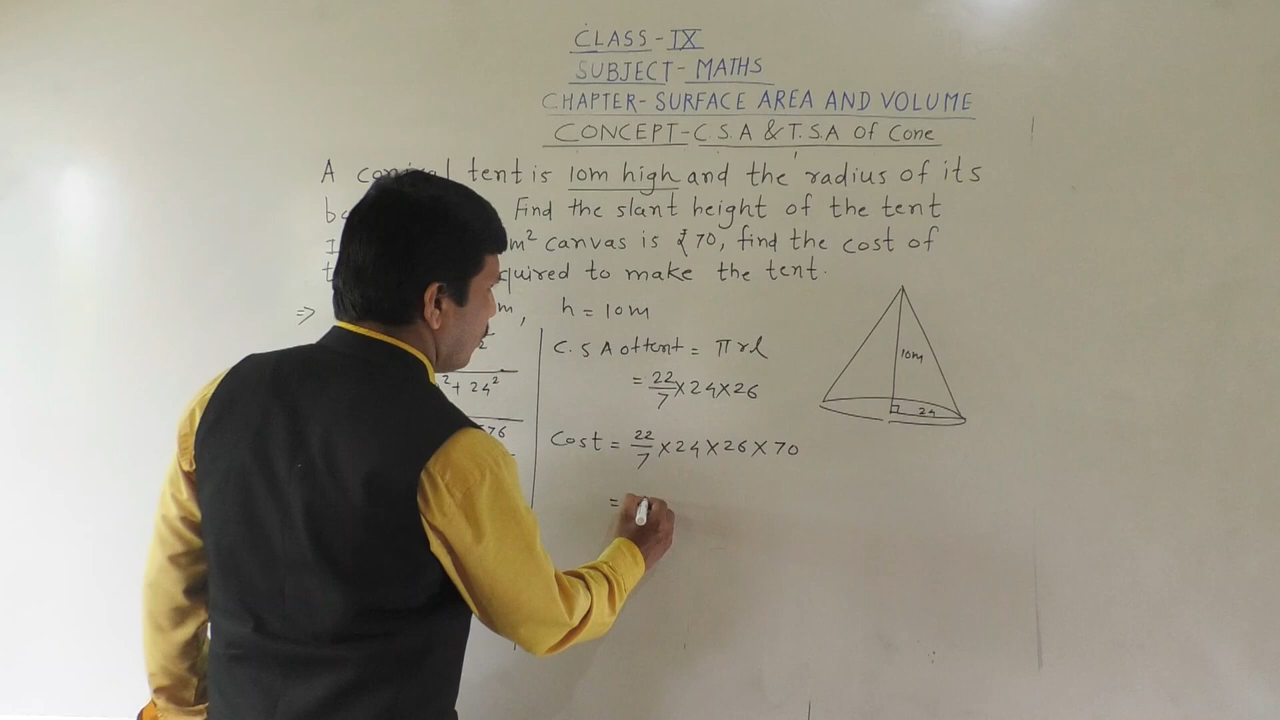 CLASS - IX
SUBJECT - MATHS
CHAPTER - SURFACE AREA AND VOLUME
CONCEPT - C.S.A & T.S.A Of Cone
A tent is 10m high and the radius of its
Find the slant height of the tent
m² canvas is ₹70, find the cost of
to make the tent.
⇒ m, h = 10m
² + 24²
576
C.S A of tent = πrl
= 22/7 × 24 × 26
Cost = 22/7 × 24 × 26 × 70
=
10m
24